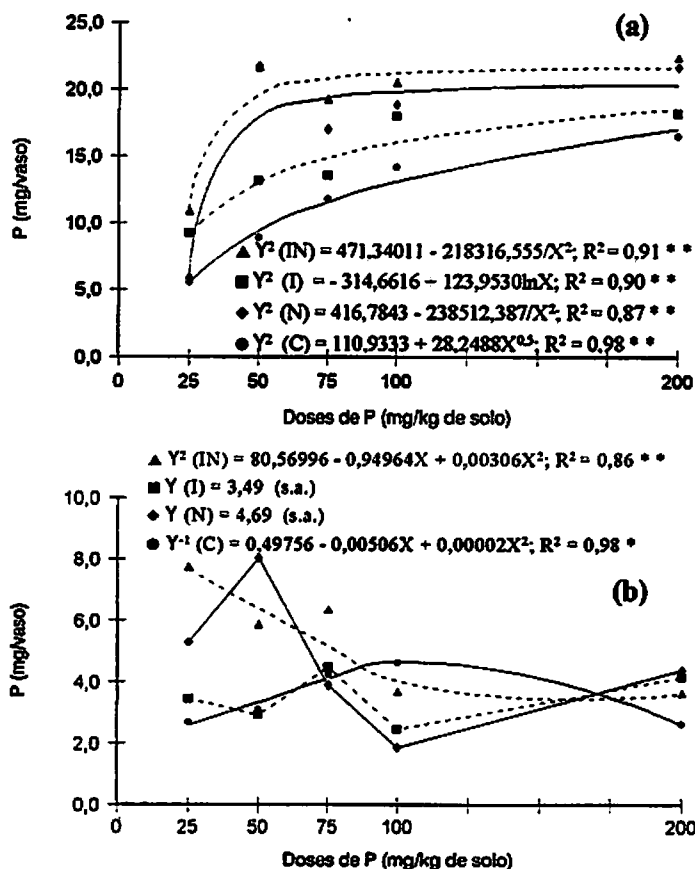 (a)
P (mg/vaso)
25,0
20,0
15,0
10,0
5,0
0,0
▲ Y² (IN) = 471,34011 - 218316,555/X²; R² = 0,91 * *
■ Y² (I) = - 314,6616 + 123,9530lnX; R² = 0,90 * *
◆ Y² (N) = 416,7843 - 238512,387/X²; R² = 0,87 * *
● Y² (C) = 110,9333 + 28,2488X⁰·⁵; R² = 0,98 * *
0 25 50 75 100 200
Doses de P (mg/kg de solo)
▲ Y² (IN) = 80,56996 - 0,94964X + 0,00306X²; R² = 0,86 * *
■ Y (I) = 3,49 (s.a.)
◆ Y (N) = 4,69 (s.a.)
● Y⁻¹ (C) = 0,49756 - 0,00506X + 0,00002X²; R² = 0,98 *
(b)
P (mg/vaso)
10,0
8,0
6,0
4,0
2,0
0,0
0 25 50 75 100 200
Doses de P (mg/kg de solo)